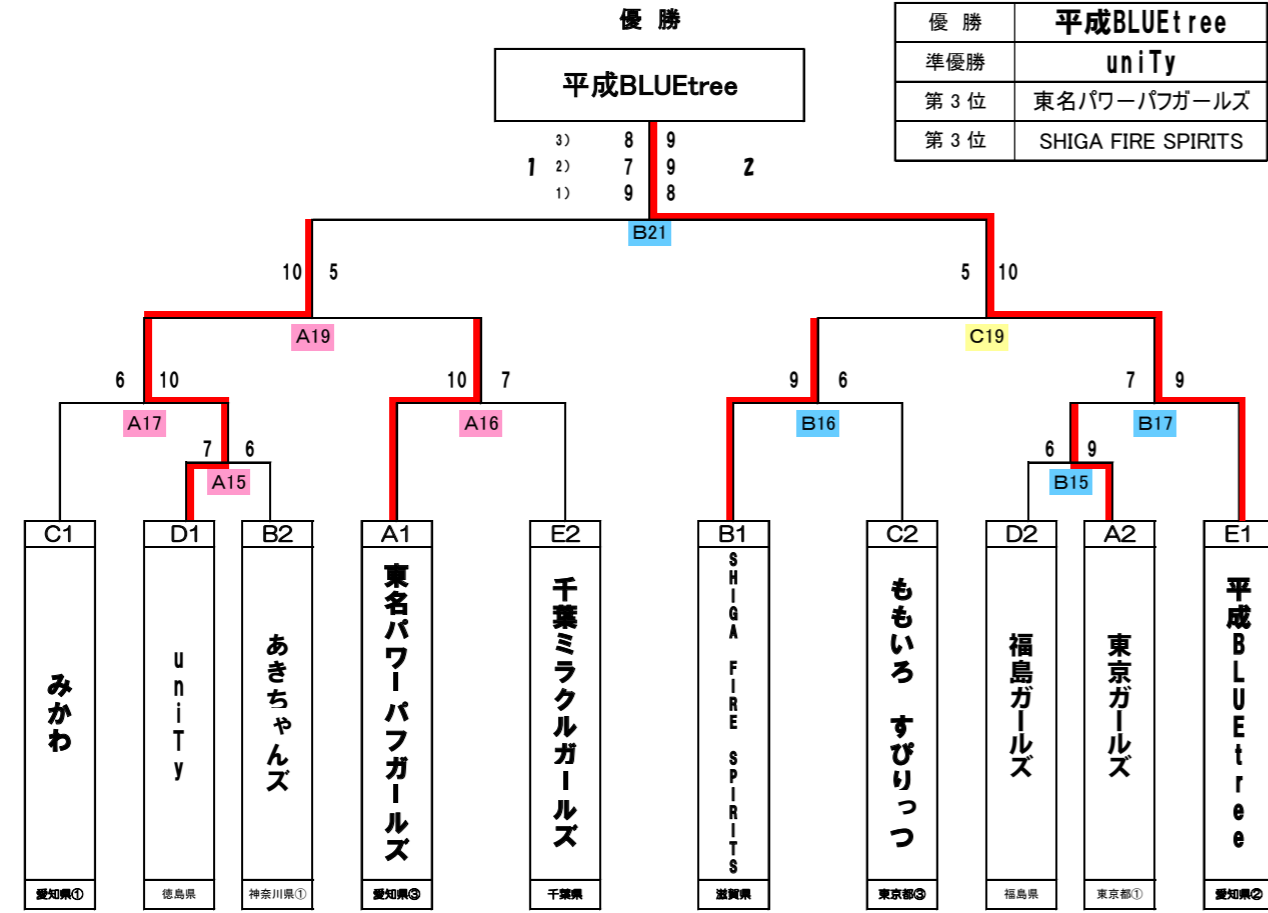 優 勝
平成BLUEtree
優 勝 平成BLUEtree
準優勝 uniTy
第 3 位 東名パワーパフガールズ
第 3 位 SHIGA FIRE SPIRITS
3) 8 9
1 2) 7 9 2
1) 9 8
B21
10 5 5 10
A19 C19
6 10 10 7 9 6 7 9
A17 A16 B16 B17
7 6 6 9
A15 B15
C1 D1 B2 A1 E2 B1 C2 D2 A2 E1
みかわ
uniTy
あきちゃんズ
東名パワーパフガールズ
千葉ミラクルガールズ
SHIGA FIRE SPIRITS
ももいろ すぴりっつ
福島ガールズ
東京ガールズ
平成BLUEtree
愛知県① 徳島県 神奈川県① 愛知県③ 千葉県 滋賀県 東京都③ 福島県 東京都① 愛知県②